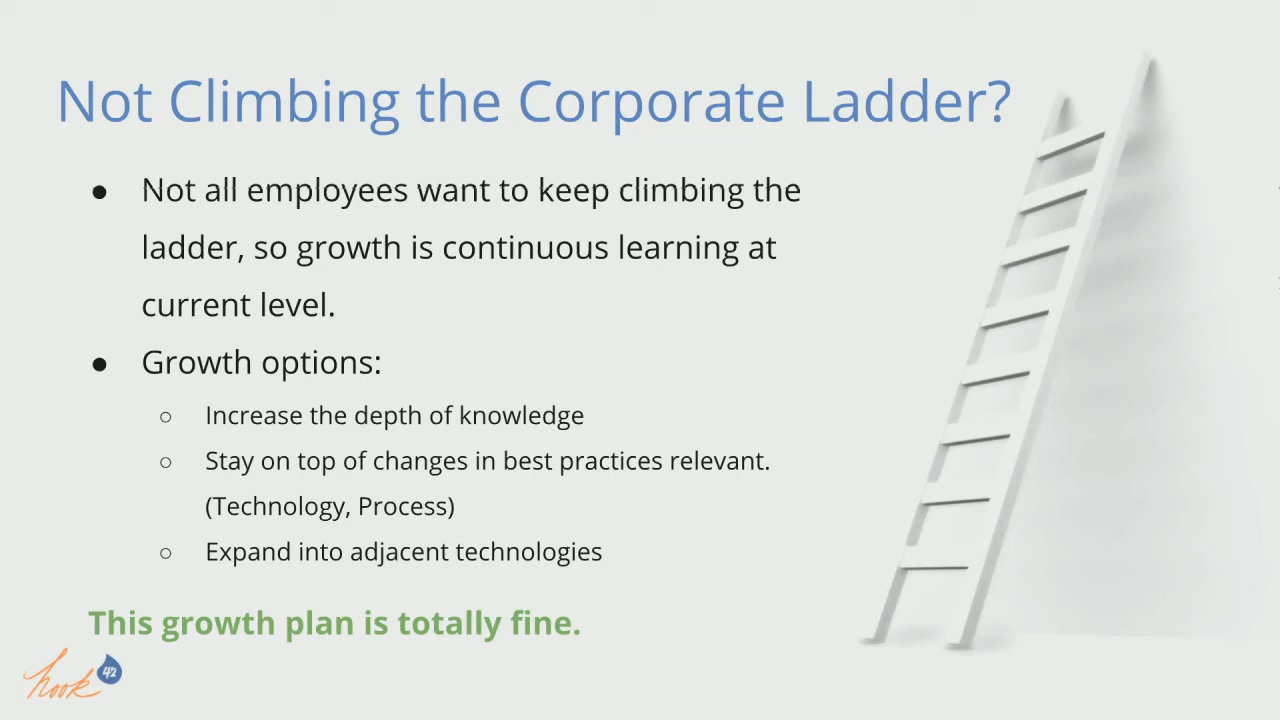 Not Climbing the Corporate Ladder?
● Not all employees want to keep climbing the
ladder, so growth is continuous learning at
current level.
● Growth options:
○ Increase the depth of knowledge
○ Stay on top of changes in best practices relevant.
(Technology, Process)
○ Expand into adjacent technologies
This growth plan is totally fine.
hook 42